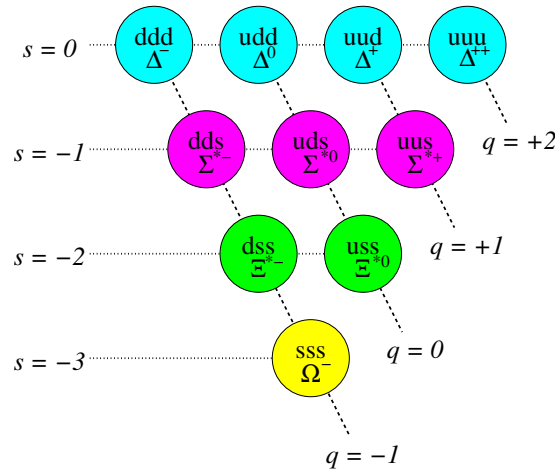 s = 0 ddd udd uud uuu
Δ⁻ Δ⁰ Δ⁺ Δ⁺⁺
q = +2
s = −1 dds uds uus
Σ*⁻ Σ*⁰ Σ*⁺
q = +1
s = −2 dss uss
Ξ*⁻ Ξ*⁰
q = 0
s = −3 sss
Ω⁻
q = −1